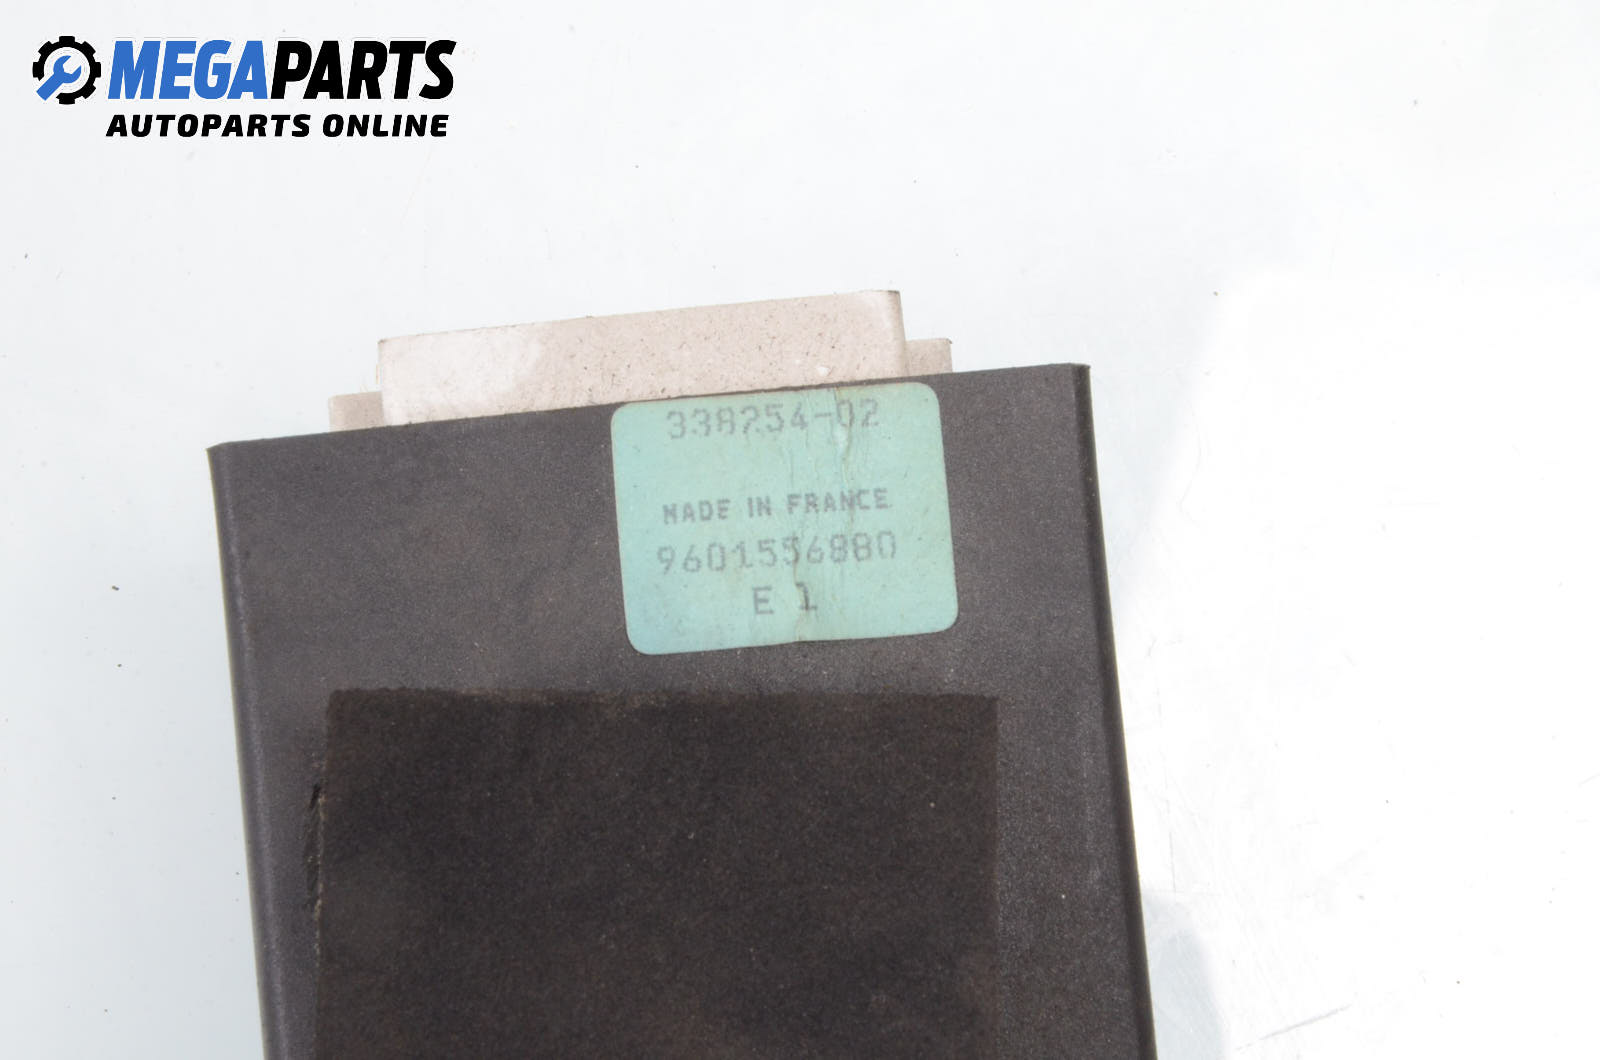 MEGAPARTS
AUTOPARTS ONLINE
338254-02
MADE IN FRANCE
9601556880
E 1